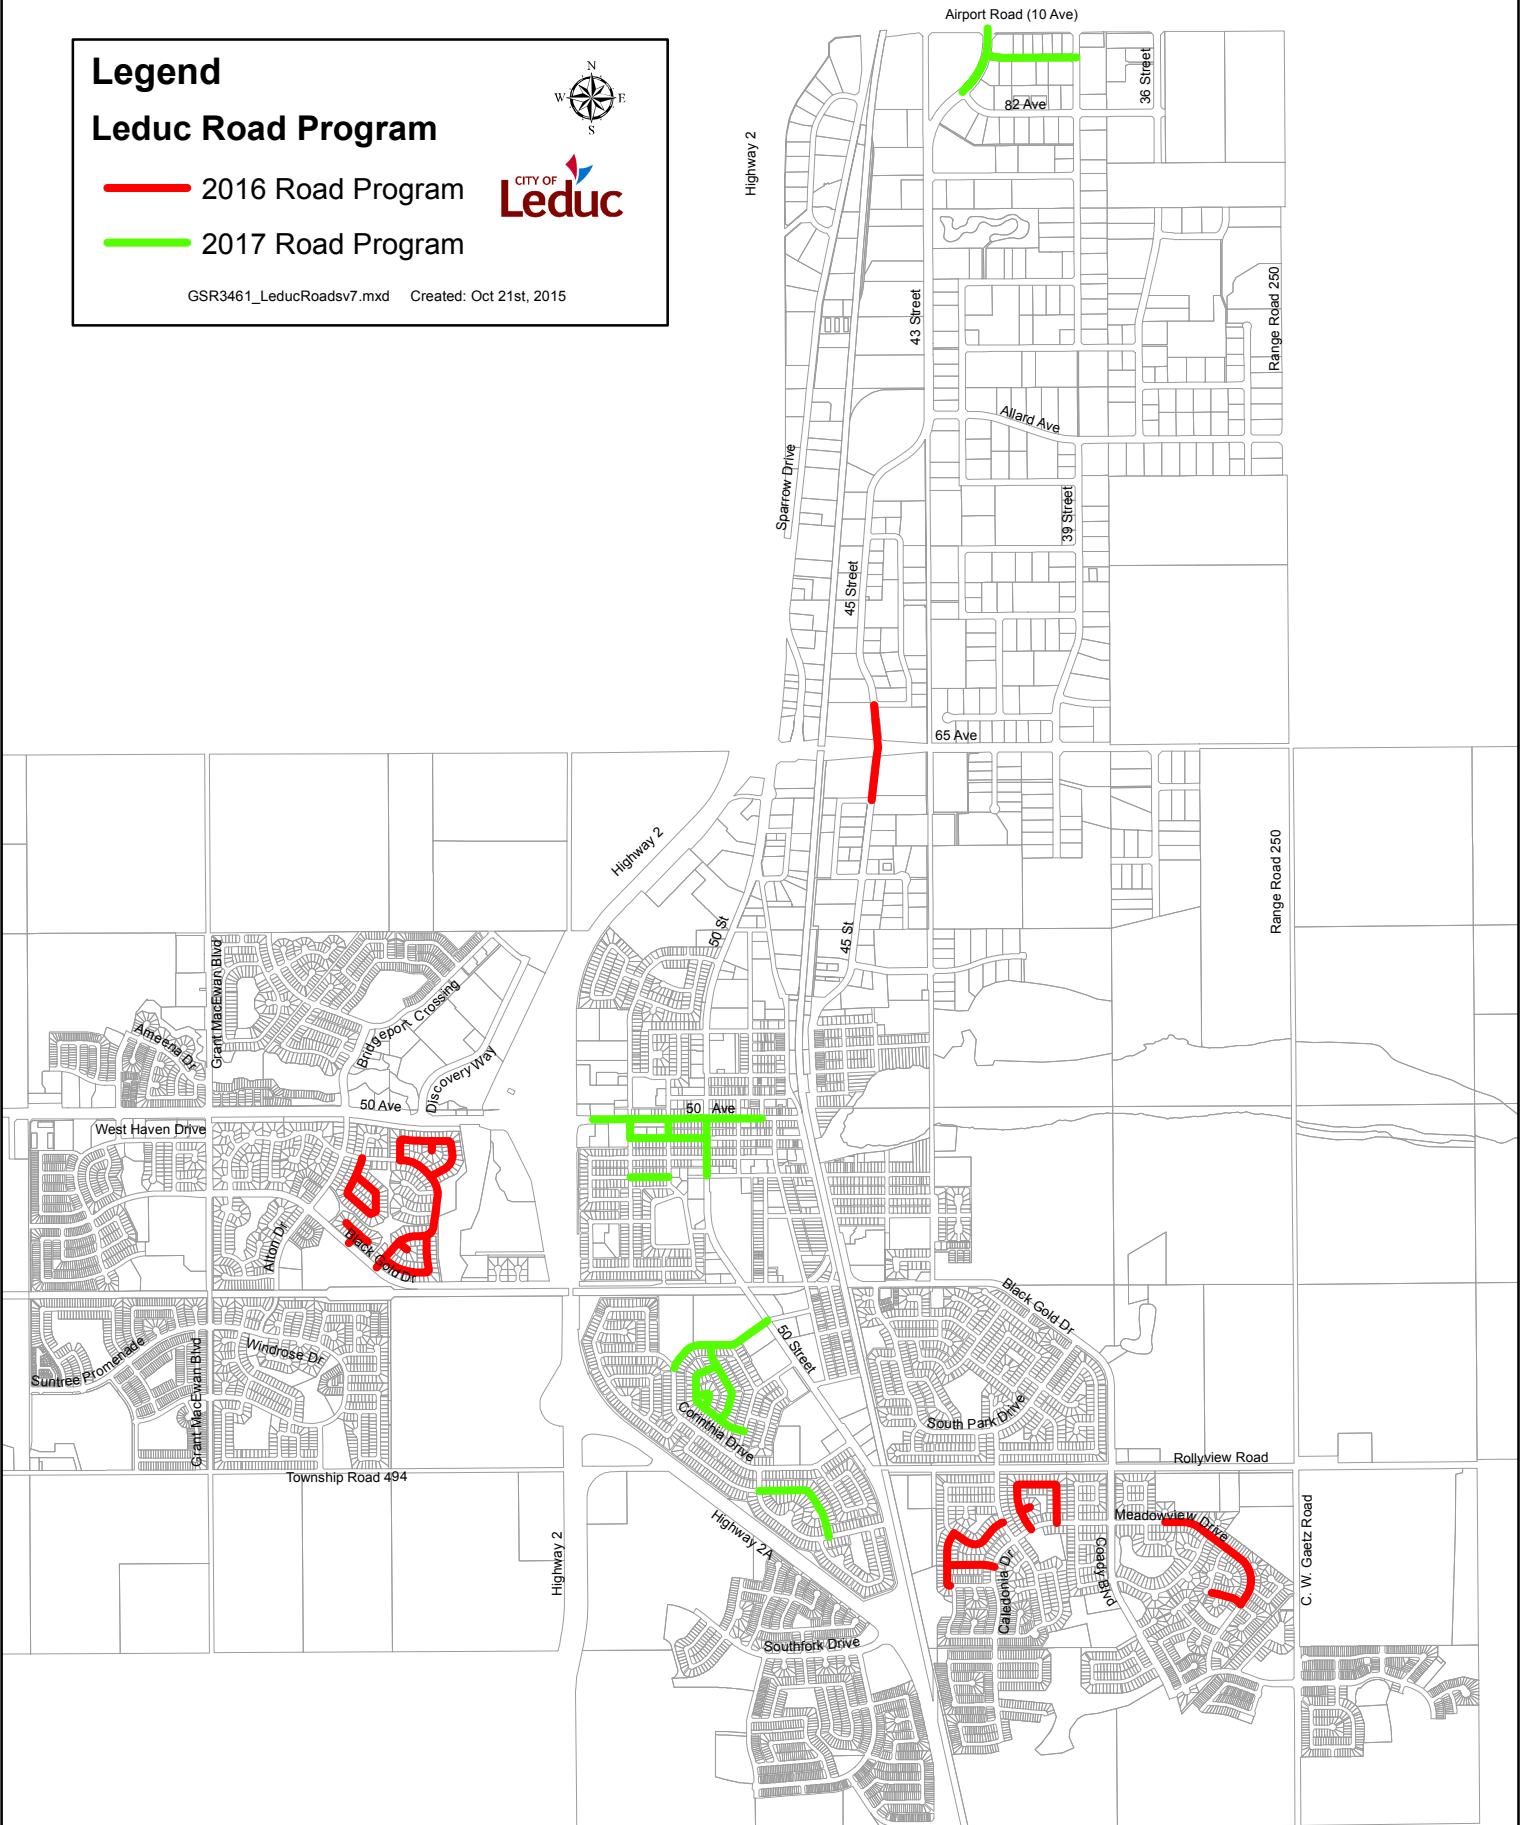 Airport Road (10 Ave)
Legend
N
W
E
S
Leduc Road Program
2016 Road Program
CITY OF
Leduc
2017 Road Program
GSR3461_LeducRoadsv7.mxd Created: Oct 21st, 2015
36 Street
82 Ave
Highway 2
43 Street
Range Road 250
Allard Ave
Sparrow Drive
39 Street
45 Street
65 Ave
Highway 2
Range Road 250
50 St
45 St
Grant MacEwan Blvd
Bridgeport Crossing
Ameena Dr
Discovery Way
50 Ave
50 Ave
West Haven Drive
Alton Dr
Black Gold Dr
Black Gold Dr
50 Street
Windrose Dr
Suntree Promenade
Grant MacEwan Blvd
Corinthia Drive
South Park Drive
Rollyview Road
Township Road 494
Meadowview Drive
Highway 2A
Highway 2
Caledonia Dr
Coady Blvd
C. W. Gaetz Road
Southfork Drive